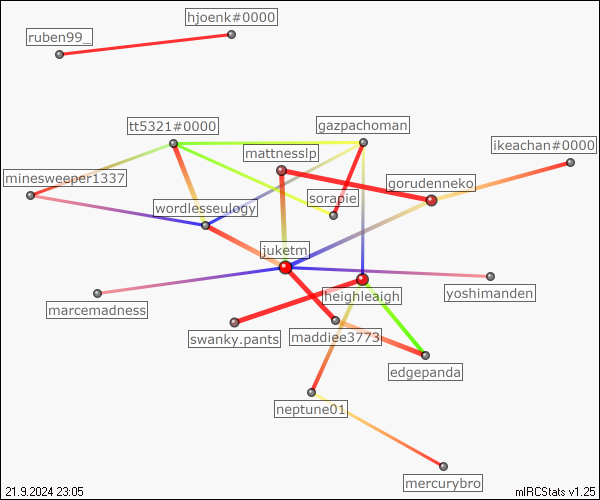 hjoenk#0000
ruben99_
gazpachoman
tt5321#0000
ikeachan#0000
mattnesslp
minesweeper1337
gorudenneko
sorapie
wordlesseulogy
juketm
yoshimanden
heighleaigh
marcemadness
swanky.pants
maddiee3773
edgepanda
neptune01
mercurybro
21.9.2024 23:05
mIRCStats v1.25